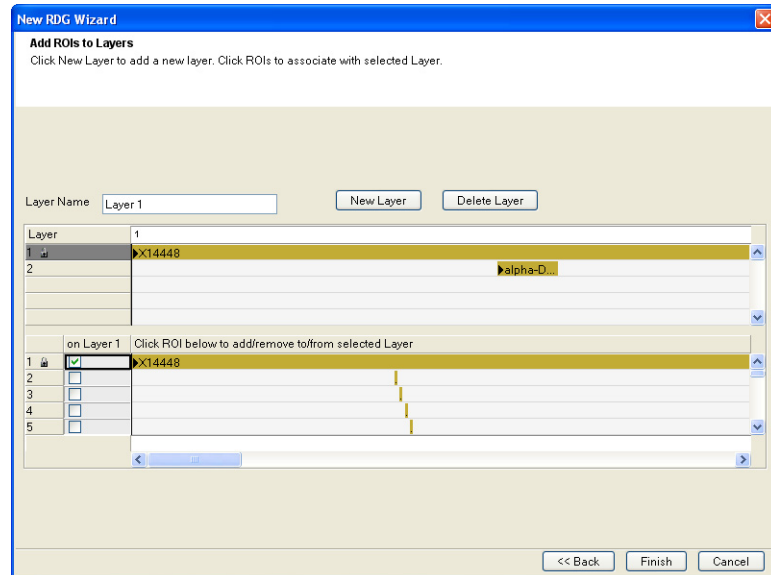 New RDG Wizard
Add ROIs to Layers
Click New Layer to add a new layer. Click ROIs to associate with selected Layer.
Layer Name Layer 1 New Layer Delete Layer
Layer 1
1 X14448
2 alpha-D...
on Layer 1 Click ROI below to add/remove to/from selected Layer
1 X14448
2
3
4
5
<< Back Finish Cancel